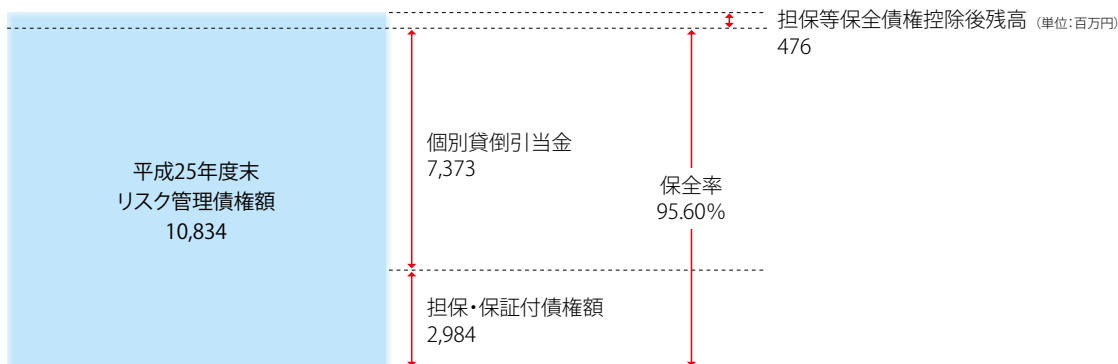 担保等保全債権控除後残高 (単位:百万円)
476
個別貸倒引当金
7,373
平成25年度末
リスク管理債権額
10,834
保全率
95.60%
担保・保証付債権額
2,984